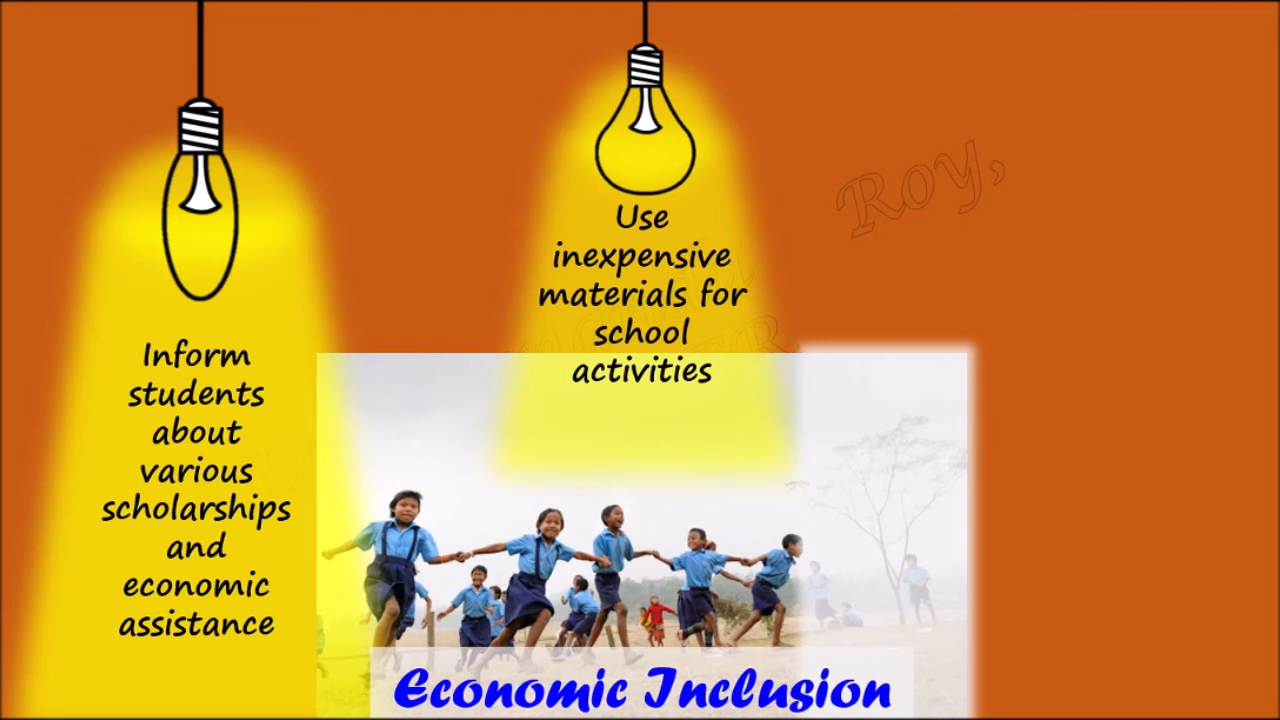 Use
inexpensive
materials for
school
activities
Inform
students
about
various
scholarships
and
economic
assistance
Roy,
Economic Inclusion